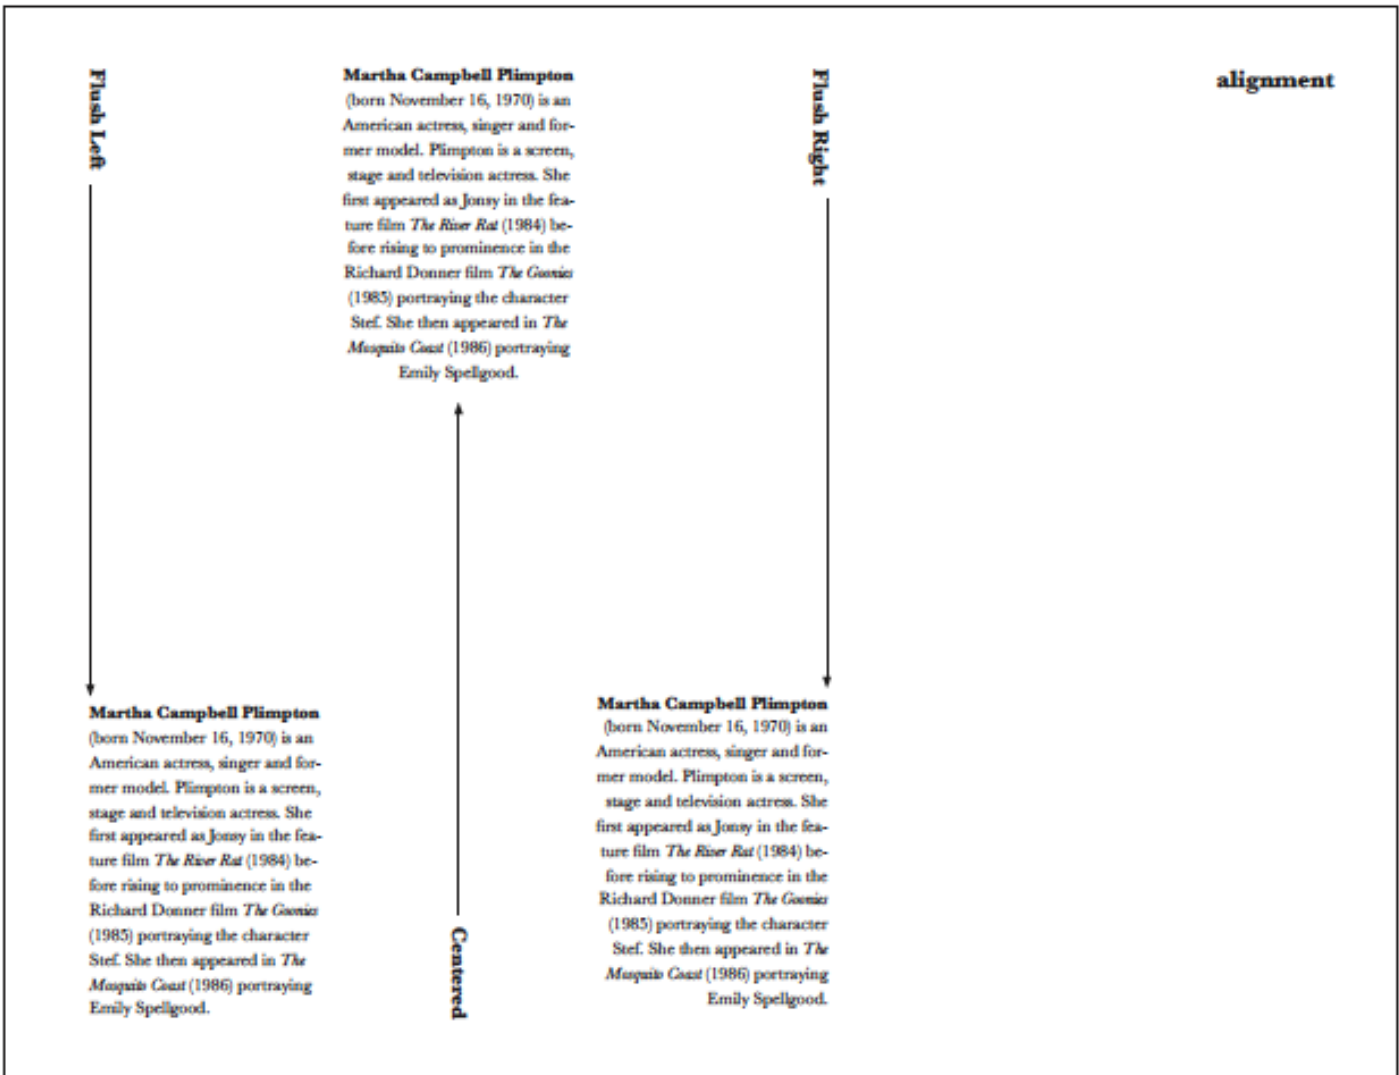 Flush Left
Martha Campbell Plimpton
(born November 16, 1970) is an
American actress, singer and for-
mer model. Plimpton is a screen,
stage and television actress. She
first appeared as Jonsy in the fea-
ture film The River Rat (1984) be-
fore rising to prominence in the
Richard Donner film The Goonies
(1985) portraying the character
Stef. She then appeared in The
Mosquito Coast (1986) portraying
Emily Spellgood.
Centered
Martha Campbell Plimpton
(born November 16, 1970) is an
American actress, singer and for-
mer model. Plimpton is a screen,
stage and television actress. She
first appeared as Jonsy in the fea-
ture film The River Rat (1984) be-
fore rising to prominence in the
Richard Donner film The Goonies
(1985) portraying the character
Stef. She then appeared in The
Mosquito Coast (1986) portraying
Emily Spellgood.
Flush Right
Martha Campbell Plimpton
(born November 16, 1970) is an
American actress, singer and for-
mer model. Plimpton is a screen,
stage and television actress. She
first appeared as Jonsy in the fea-
ture film The River Rat (1984) be-
fore rising to prominence in the
Richard Donner film The Goonies
(1985) portraying the character
Stef. She then appeared in The
Mosquito Coast (1986) portraying
Emily Spellgood.
alignment